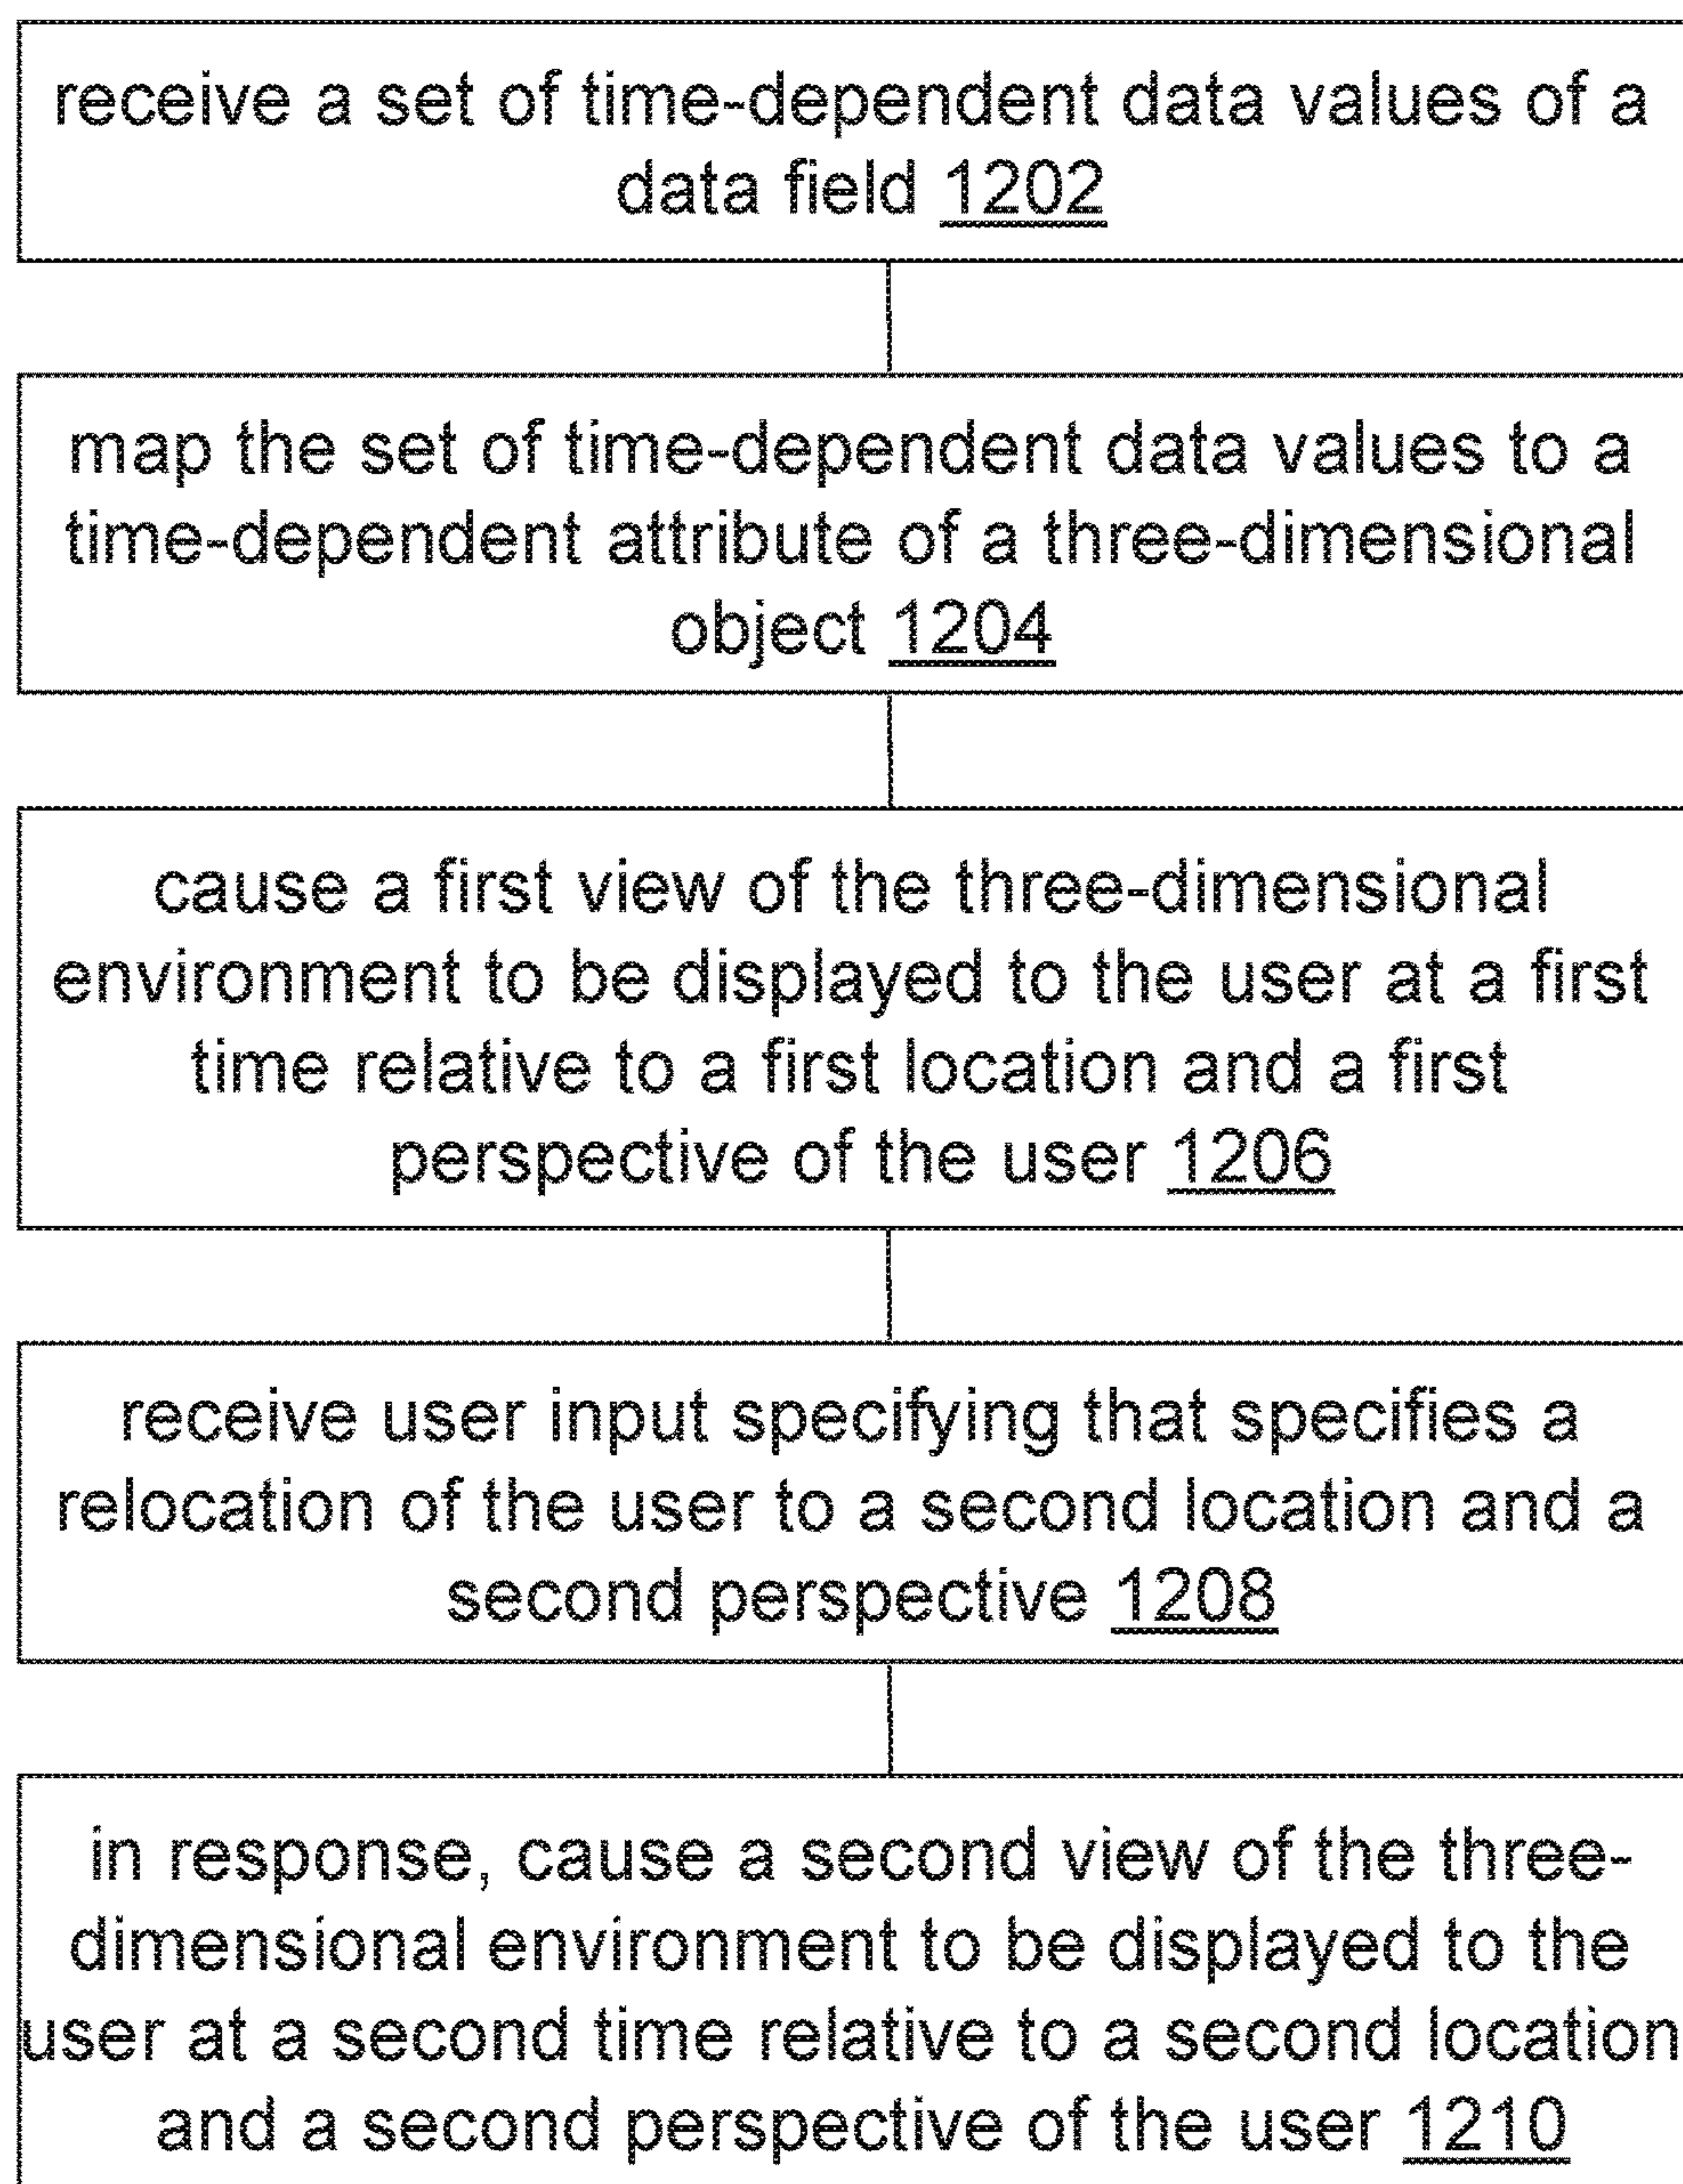 receive a set of time-dependent data values of a
data field 1202
map the set of time-dependent data values to a
time-dependent attribute of a three-dimensional
object 1204
cause a first view of the three-dimensional
environment to be displayed to the user at a first
time relative to a first location and a first
perspective of the user 1206
receive user input specifying that specifies a
relocation of the user to a second location and a
second perspective 1208
in response, cause a second view of the three-
dimensional environment to be displayed to the
user at a second time relative to a second location
and a second perspective of the user 1210